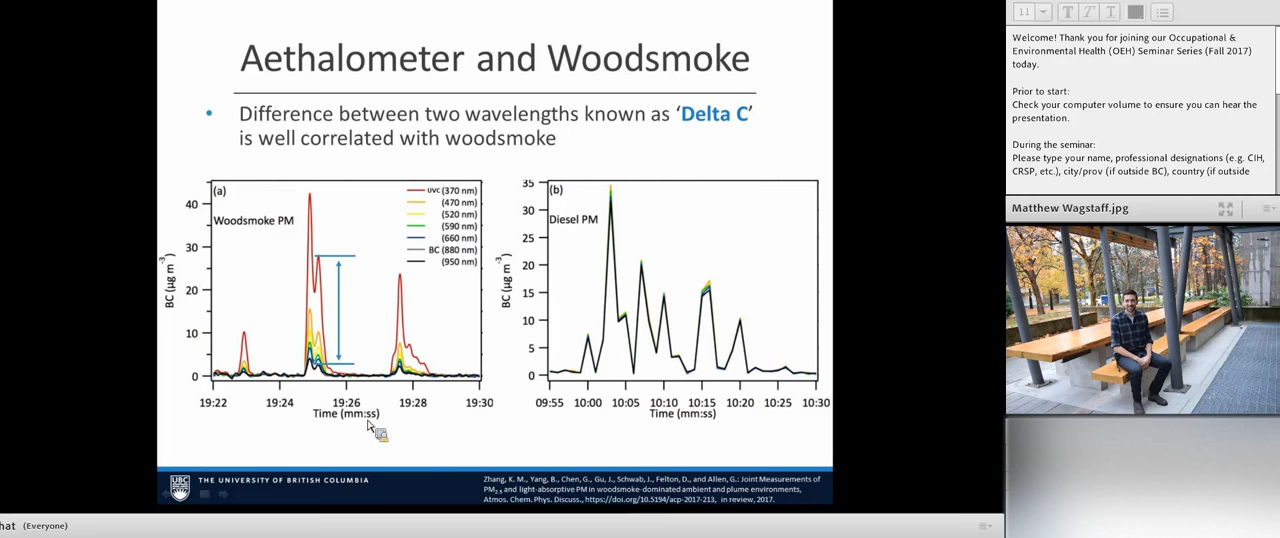 Aethalometer and Woodsmoke
• Difference between two wavelengths known as ‘Delta C’
is well correlated with woodsmoke
(a)
Woodsmoke PM
UVC (370 nm)
(470 nm)
(520 nm)
(590 nm)
(660 nm)
BC (880 nm)
(950 nm)
BC (µg m⁻³)
40
30
20
10
0
19:22 19:24 19:26 19:28 19:30
Time (mm:ss)
(b)
Diesel PM
BC (µg m⁻³)
35
30
25
20
15
10
5
0
09:55 10:00 10:05 10:10 10:15 10:20 10:25 10:30
Time (mm:ss)
UBC
THE UNIVERSITY OF BRITISH COLUMBIA
Zhang, K. M., Yang, B., Chen, G., Gu, J., Schwab, J., Felton, D., and Allen, G.: Joint Measurements of
PM2.5 and light-absorptive PM in woodsmoke-dominated ambient and plume environments,
Atmos. Chem. Phys. Discuss., https://doi.org/10.5194/acp-2017-213, in review, 2017.
hat (Everyone)
11
T T T
Welcome! Thank you for joining our Occupational &
Environmental Health (OEH) Seminar Series (Fall 2017)
today.
Prior to start:
Check your computer volume to ensure you can hear the
presentation.
During the seminar:
Please type your name, professional designations (e.g. CIH,
CRSP, etc.), city/prov (if outside BC), country (if outside
Matthew Wagstaff.jpg